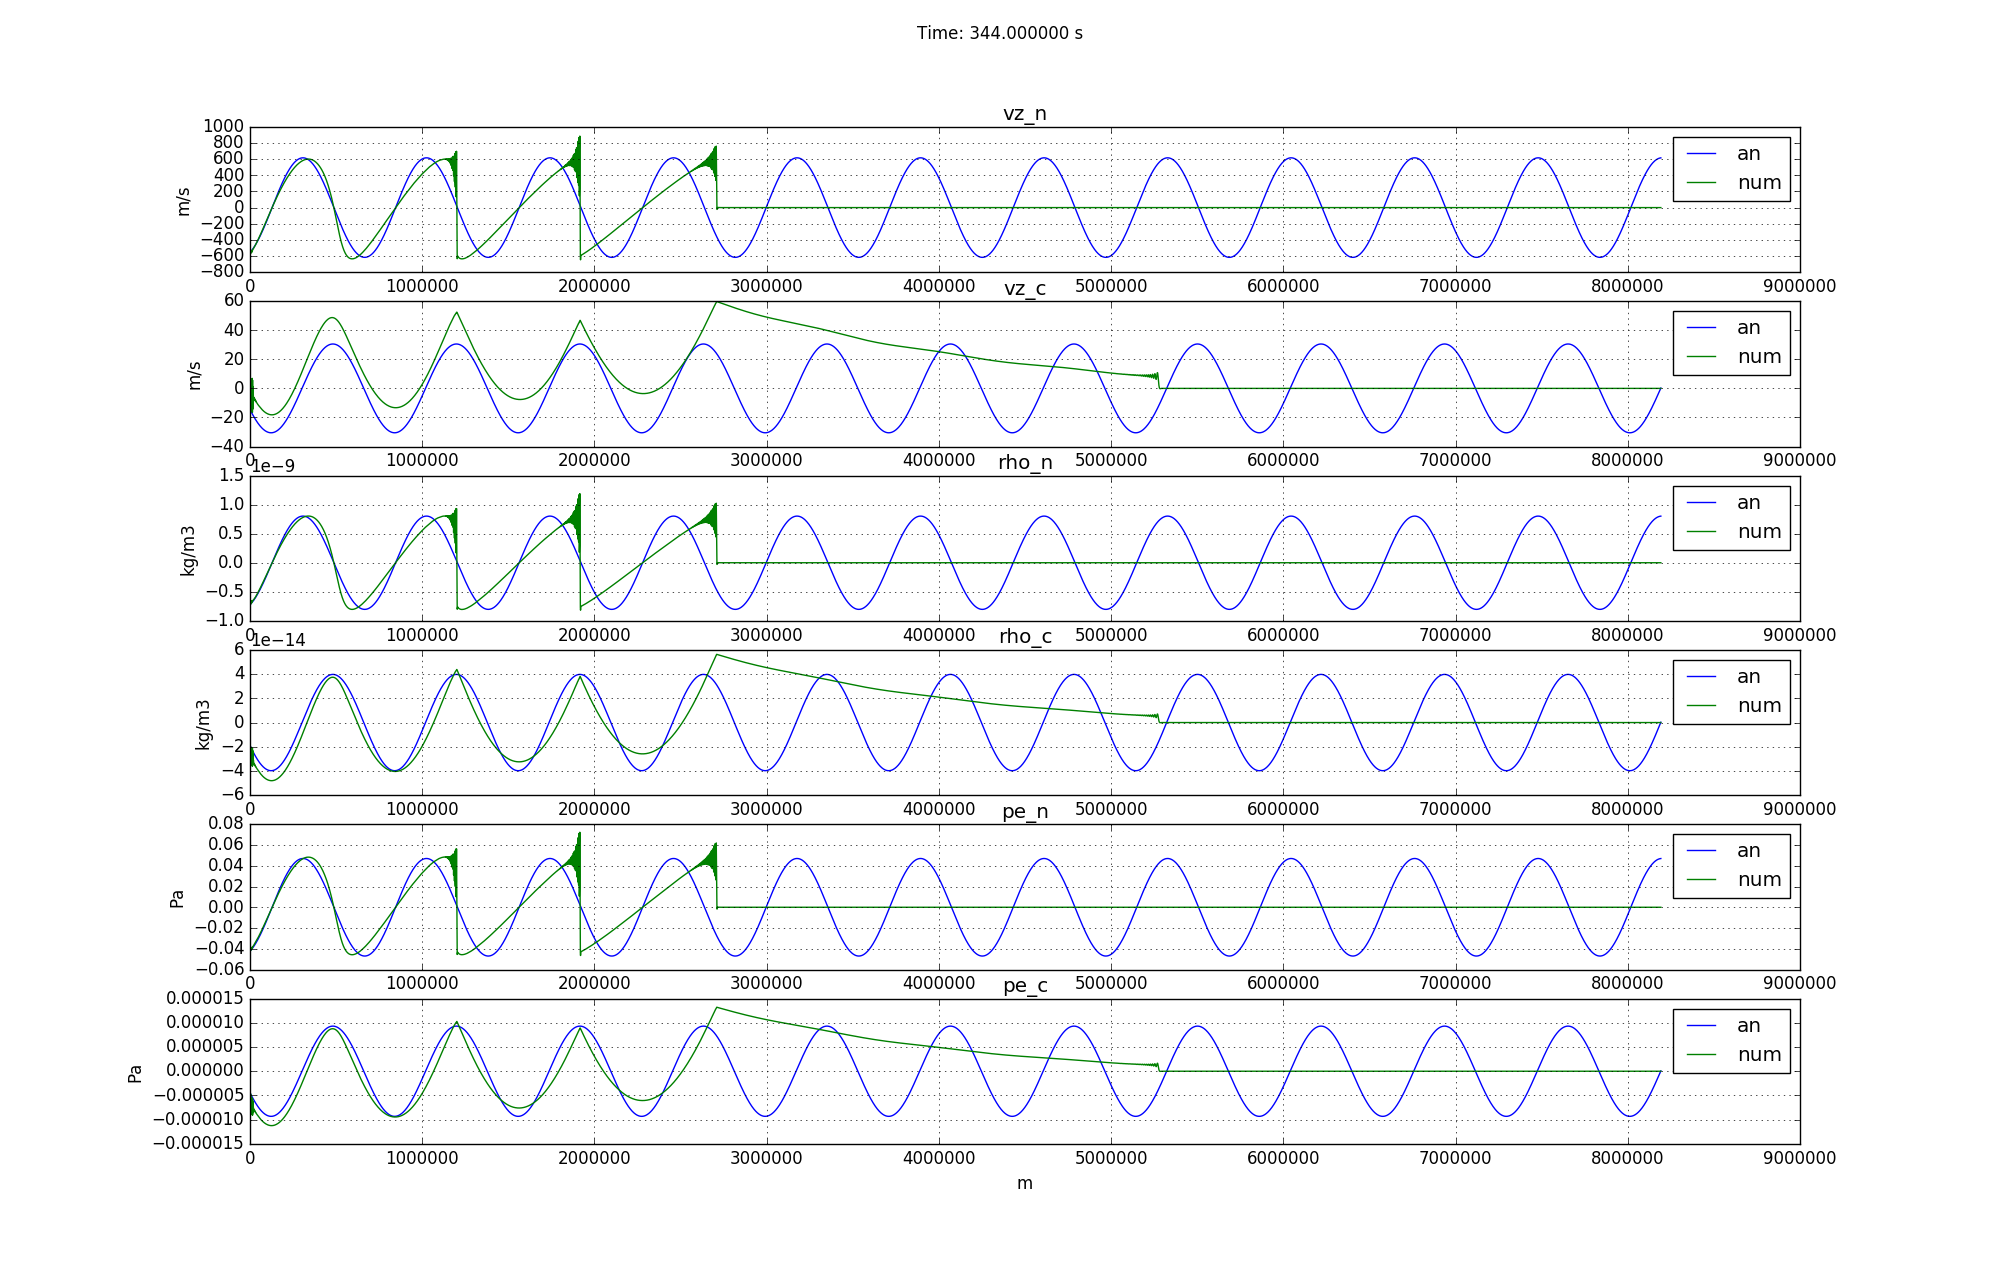 Time: 344.000000 s
vz_n
1000
800
600
400
200
0
−200
−400
−600
−800
m/s
an
num
0 1000000 2000000 3000000 4000000 5000000 6000000 7000000 8000000 9000000
vz_c
60
40
20
0
−20
−40
m/s
an
num
0 1000000 2000000 3000000 4000000 5000000 6000000 7000000 8000000 9000000
1e−9
rho_n
1.5
1.0
0.5
0.0
−0.5
−1.0
kg/m3
an
num
0 1000000 2000000 3000000 4000000 5000000 6000000 7000000 8000000 9000000
1e−14
rho_c
6
4
2
0
−2
−4
−6
kg/m3
an
num
0 1000000 2000000 3000000 4000000 5000000 6000000 7000000 8000000 9000000
pe_n
0.08
0.06
0.04
0.02
0.00
−0.02
−0.04
−0.06
Pa
an
num
0 1000000 2000000 3000000 4000000 5000000 6000000 7000000 8000000 9000000
pe_c
0.000015
0.000010
0.000005
0.000000
−0.000005
−0.000010
−0.000015
Pa
an
num
0 1000000 2000000 3000000 4000000 5000000 6000000 7000000 8000000 9000000
m